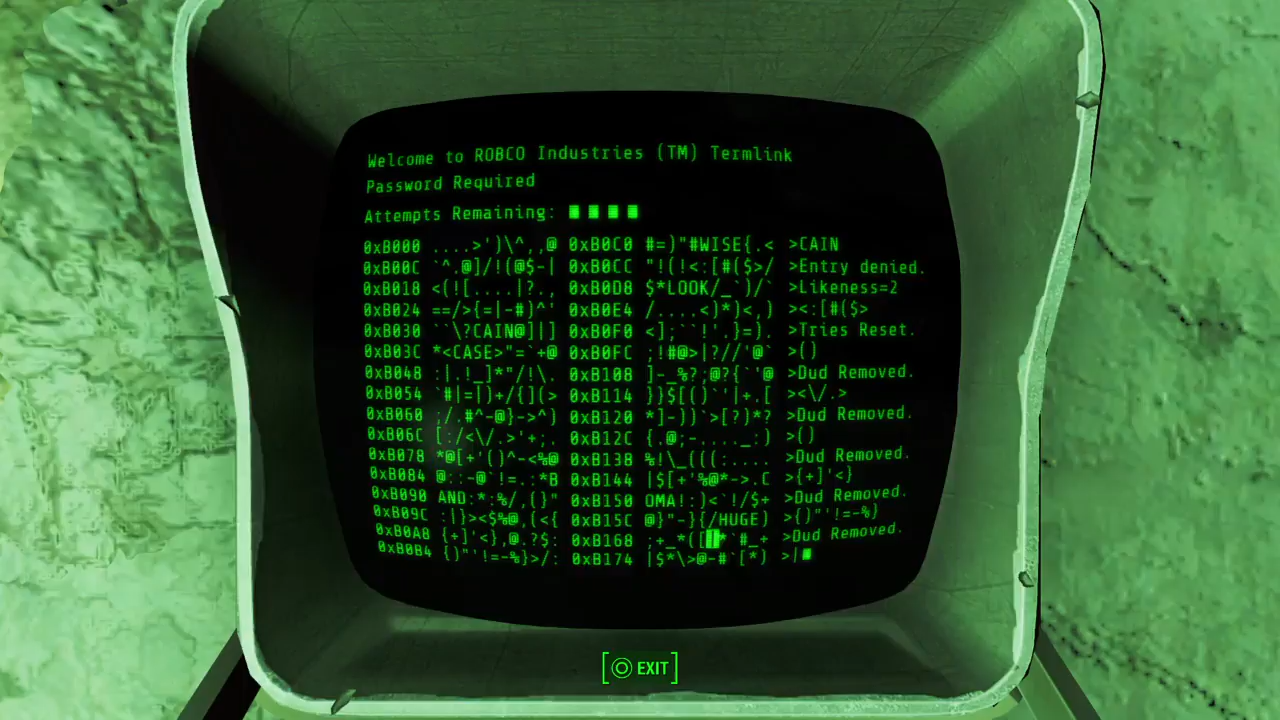 Welcome to ROBCO Industries (TM) Termlink
Password Required
Attempts Remaining: ■ ■ ■ ■
0xB000 ....>')\^,,@ 0xB0C0 #=)"#WISE{.< >CAIN
0xB00C `^.@]/!(@$-| 0xB0CC "!(!<:[#($>/ >Entry denied.
0xB018 <(![....|?., 0xB0D8 $*LOOK/_`)/` >Likeness=2
0xB024 ==/>{=|-#)^' 0xB0E4 /....<)*)<,) ><:[#($>
0xB030 ``\?CAIN@]|] 0xB0F0 <];``!'.}=). >Tries Reset.
0xB03C *<CASE>"=`+@ 0xB0FC ;!#@>|?//'@` >()
0xB048 :|.!_]*"/!\. 0xB108 ]-_%?;@?{`'@ >Dud Removed.
0xB054 `#|=|)+/{](> 0xB114 }}$[()`'|+.[ ><\/.>
0xB060 ;/.#^-@}->^) 0xB120 *]-))`>[?)*? >Dud Removed.
0xB06C [:/<\/.>'+;. 0xB12C {.@;-...._:) >()
0xB078 *@[+'()^-<%@ 0xB138 %!\_(((:.... >Dud Removed.
0xB084 @::-@`!=.:*B 0xB144 |$[+'%@*->.C >{+]'<}
0xB090 AND:*:%/,(}" 0xB150 OMA!:)<`!/$+ >Dud Removed.
0xB09C :|}><$%@,(<{ 0xB15C @}"-}{/HUGE) >{)"'!=-%}
0xB0A8 {+]'<},@.?$: 0xB168 ;+_*([|*`#_+ >Dud Removed.
0xB0B4 {)"'!=-%}>/: 0xB174 |$*\>@-#`[*) >|■
EXIT